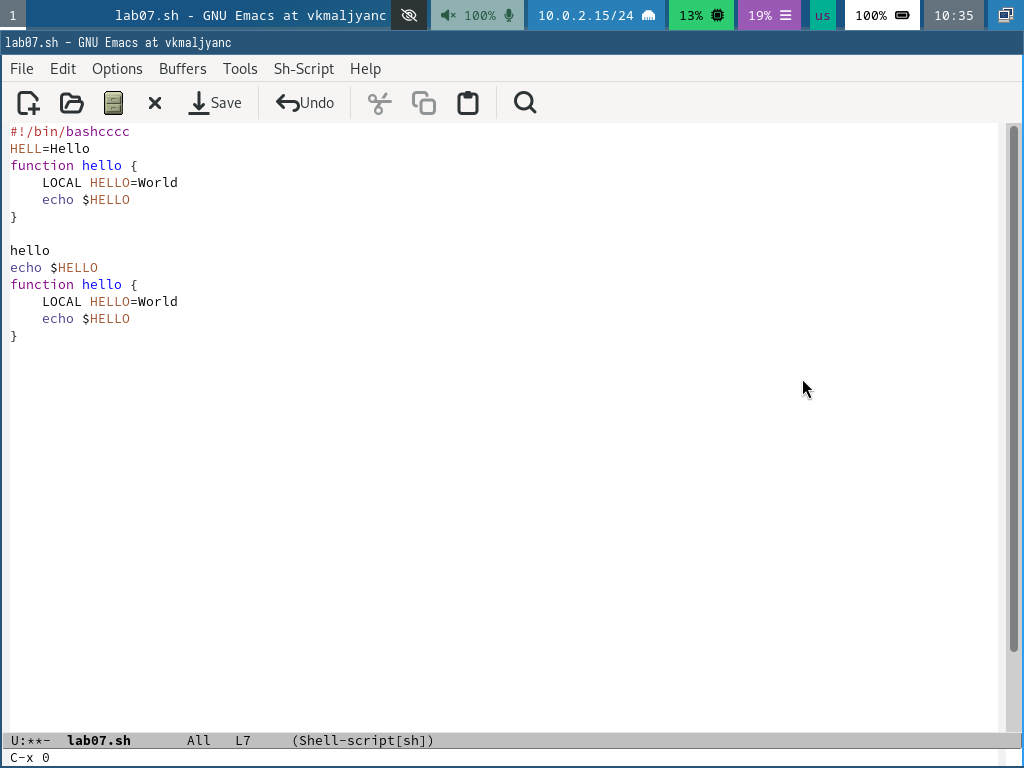 1 lab07.sh - GNU Emacs at vkmaljyanc 100% 10.0.2.15/24 13% 19% us 100% 10:35
lab07.sh - GNU Emacs at vkmaljyanc
File Edit Options Buffers Tools Sh-Script Help
Save Undo
#!/bin/bashcccc
HELL=Hello
function hello {
    LOCAL HELLO=World
    echo $HELLO
}
hello
echo $HELLO
function hello {
    LOCAL HELLO=World
    echo $HELLO
}
U:**- lab07.sh All L7 (Shell-script[sh])
C-x 0